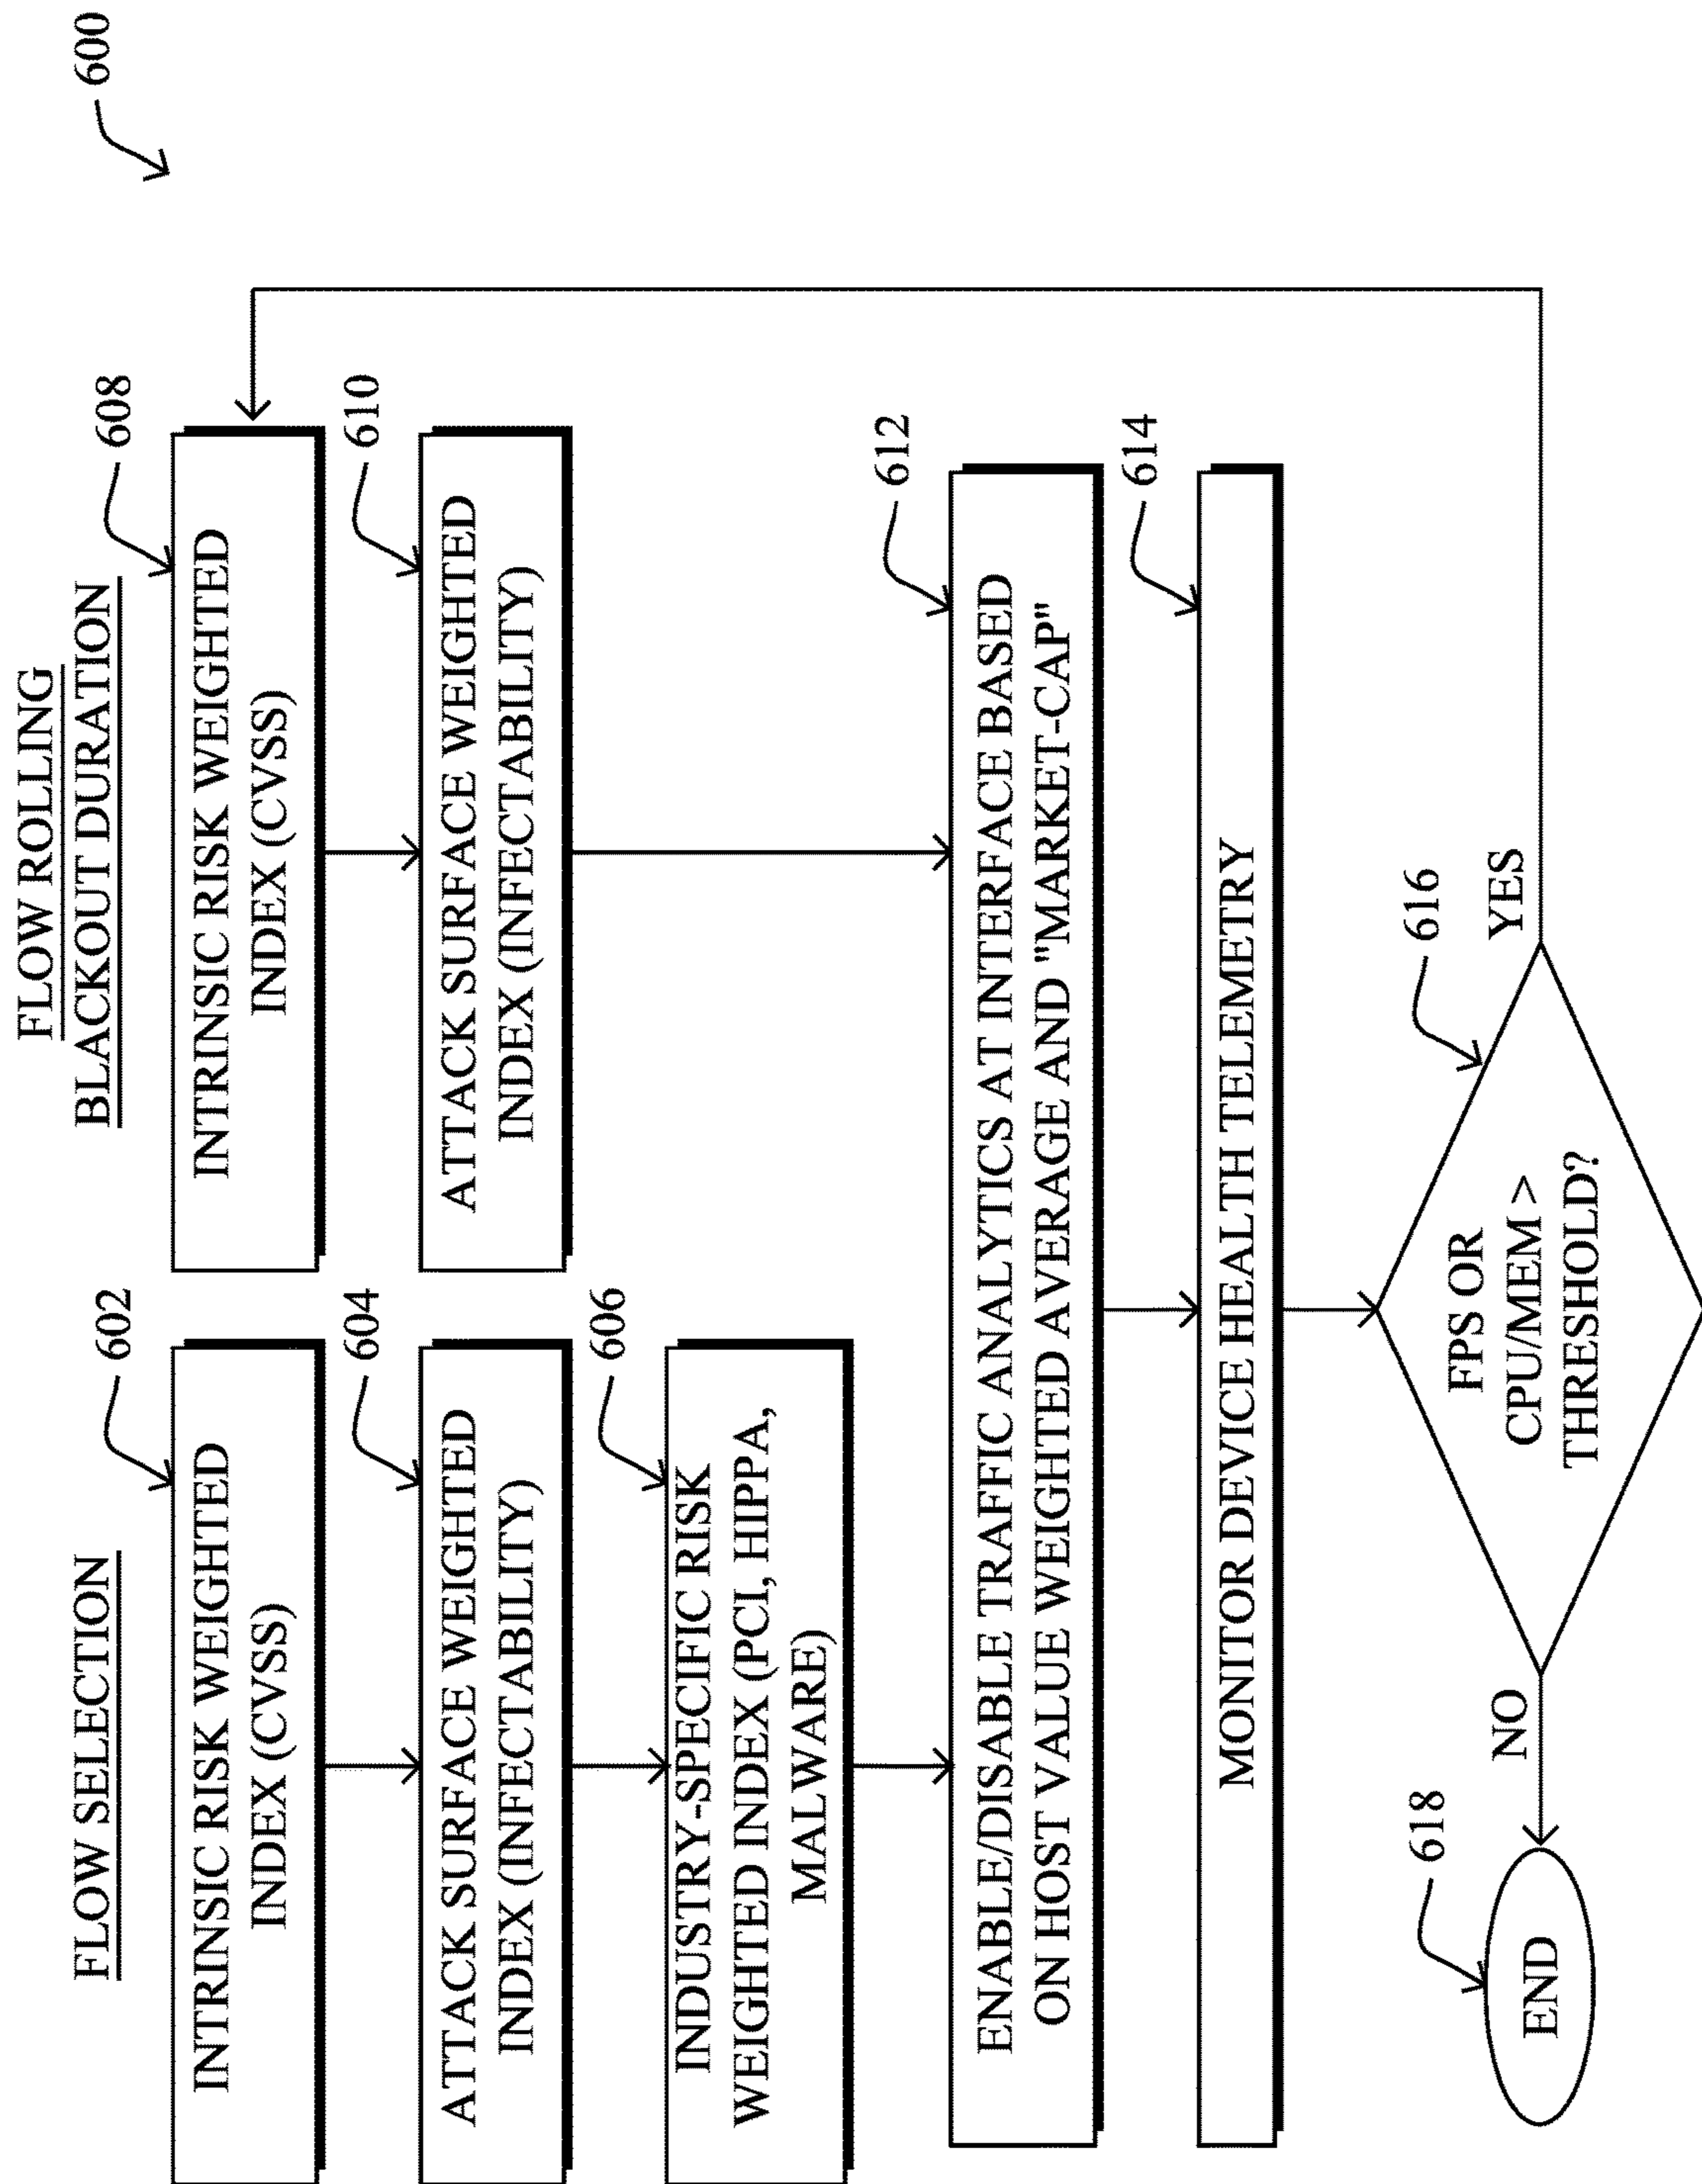 600
FLOW SELECTION
602
INTRINSIC RISK WEIGHTED
INDEX (CVSS)
604
ATTACK SURFACE WEIGHTED
INDEX (INFECTABILITY)
606
INDUSTRY-SPECIFIC RISK
WEIGHTED INDEX (PCI, HIPPA,
MALWARE)
FLOW ROLLING
BLACKOUT DURATION
608
INTRINSIC RISK WEIGHTED
INDEX (CVSS)
610
ATTACK SURFACE WEIGHTED
INDEX (INFECTABILITY)
612
ENABLE/DISABLE TRAFFIC ANALYTICS AT INTERFACE BASED
ON HOST VALUE WEIGHTED AVERAGE AND "MARKET-CAP"
614
MONITOR DEVICE HEALTH TELEMETRY
616
FPS OR
CPU/MEM >
THRESHOLD?
YES
NO
618
END